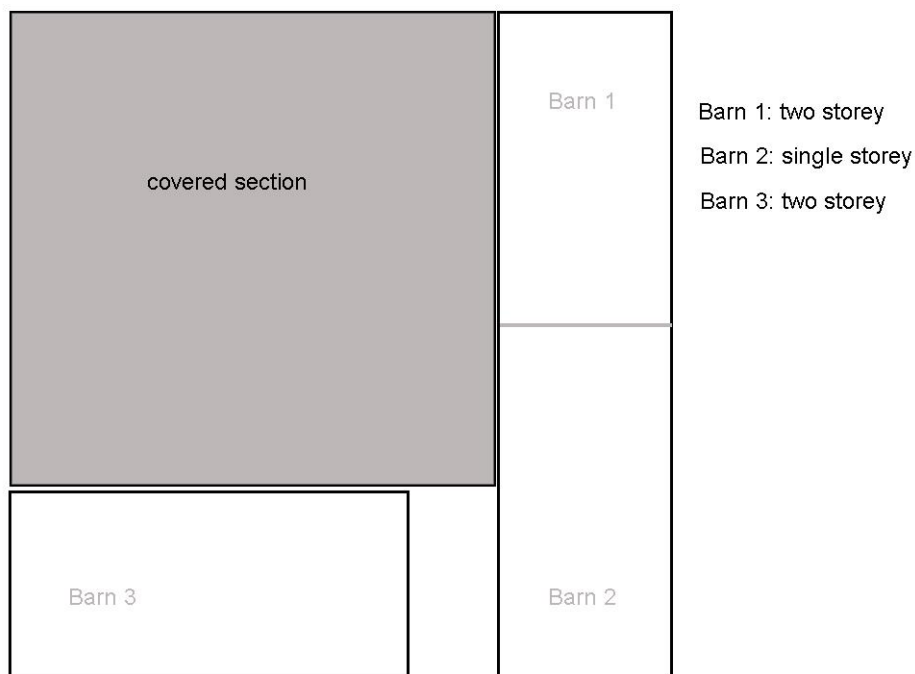 Barn 1
Barn 1: two storey
Barn 2: single storey
covered section
Barn 3: two storey
Barn 3
Barn 2